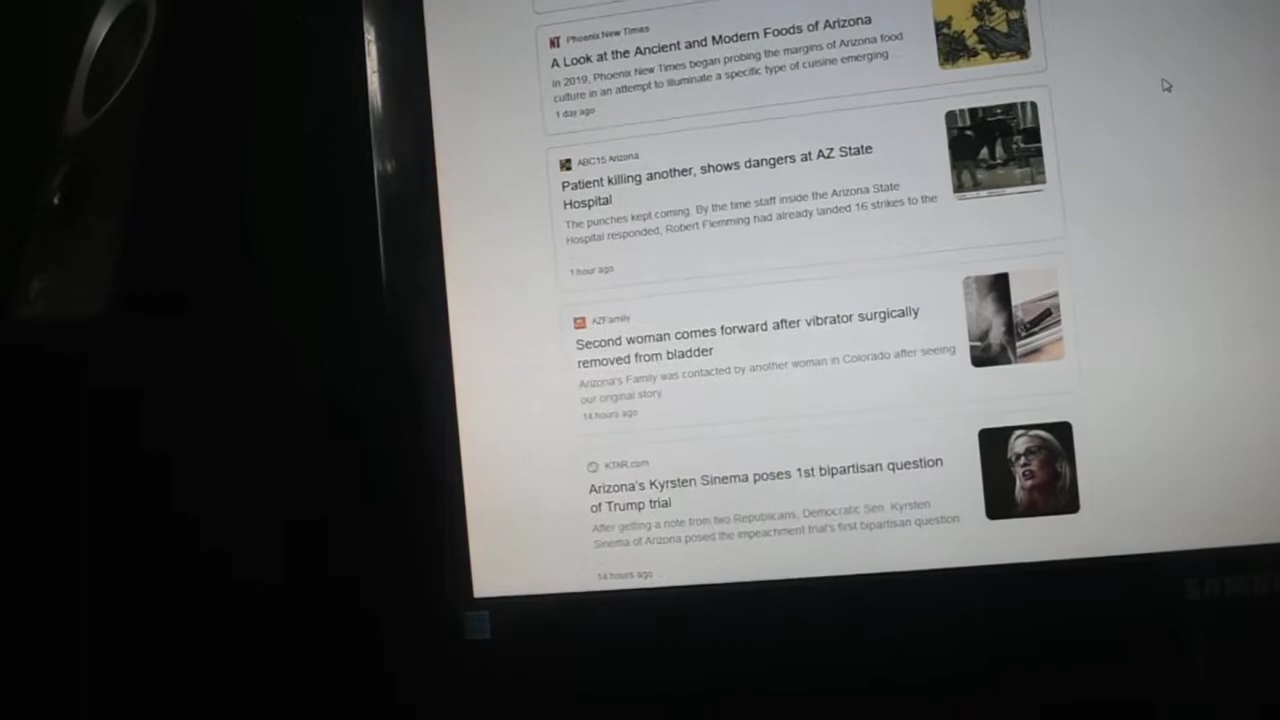 NT Phoenix New Times
A Look at the Ancient and Modern Foods of Arizona
In 2019, Phoenix New Times began probing the margins of Arizona food
culture in an attempt to illuminate a specific type of cuisine emerging ...
1 day ago
ABC15 Arizona
Patient killing another, shows dangers at AZ State
Hospital
The punches kept coming. By the time staff inside the Arizona State
Hospital responded, Robert Flemming had already landed 16 strikes to the
1 hour ago
AZFamily
Second woman comes forward after vibrator surgically
removed from bladder
Arizona's Family was contacted by another woman in Colorado after seeing
our original story.
14 hours ago
KTAR.com
Arizona's Kyrsten Sinema poses 1st bipartisan question
of Trump trial
After getting a note from two Republicans, Democratic Sen. Kyrsten
Sinema of Arizona posed the impeachment trial's first bipartisan question
14 hours ago